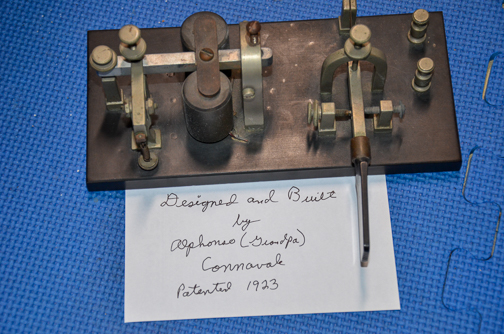 Designed and Built
by
Alphonso (Grandpa)
Connavale
Patented 1923